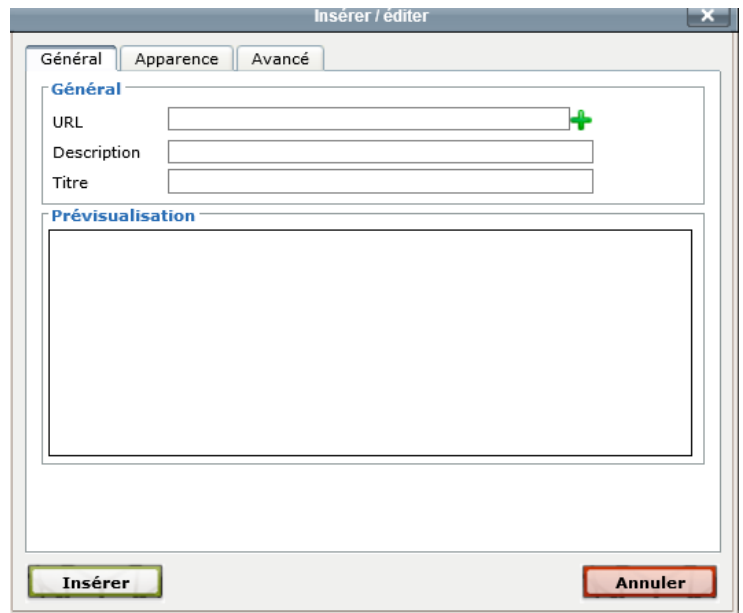 Insérer / éditer
Général Apparence Avancé
Général
URL
Description
Titre
Prévisualisation
Insérer Annuler